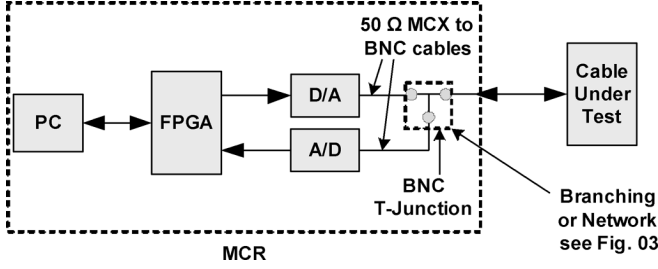 50 Ω MCX to
BNC cables
PC
FPGA
D/A
A/D
Cable
Under
Test
BNC
T-Junction
Branching
or Network
see Fig. 03
MCR